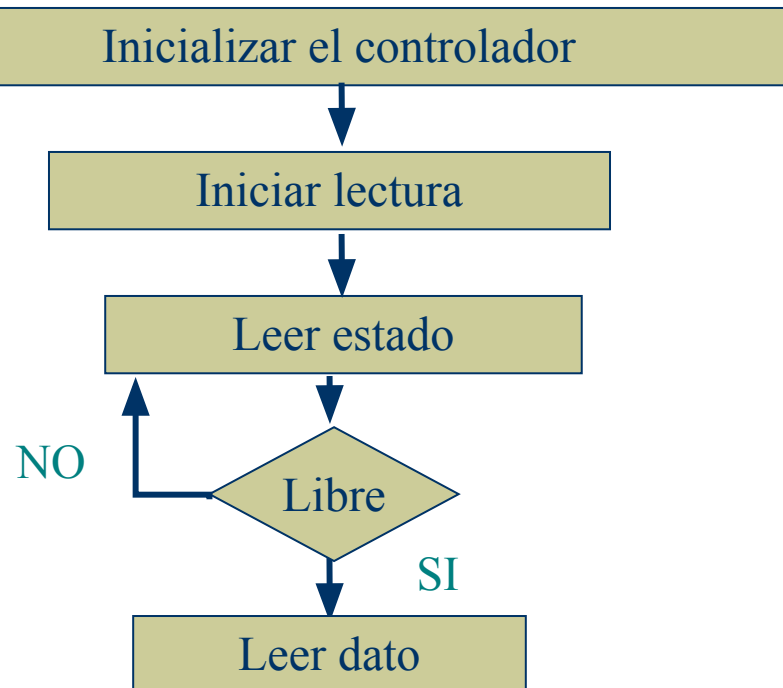 Inicializar el controlador
Iniciar lectura
Leer estado
NO
Libre
SI
Leer dato